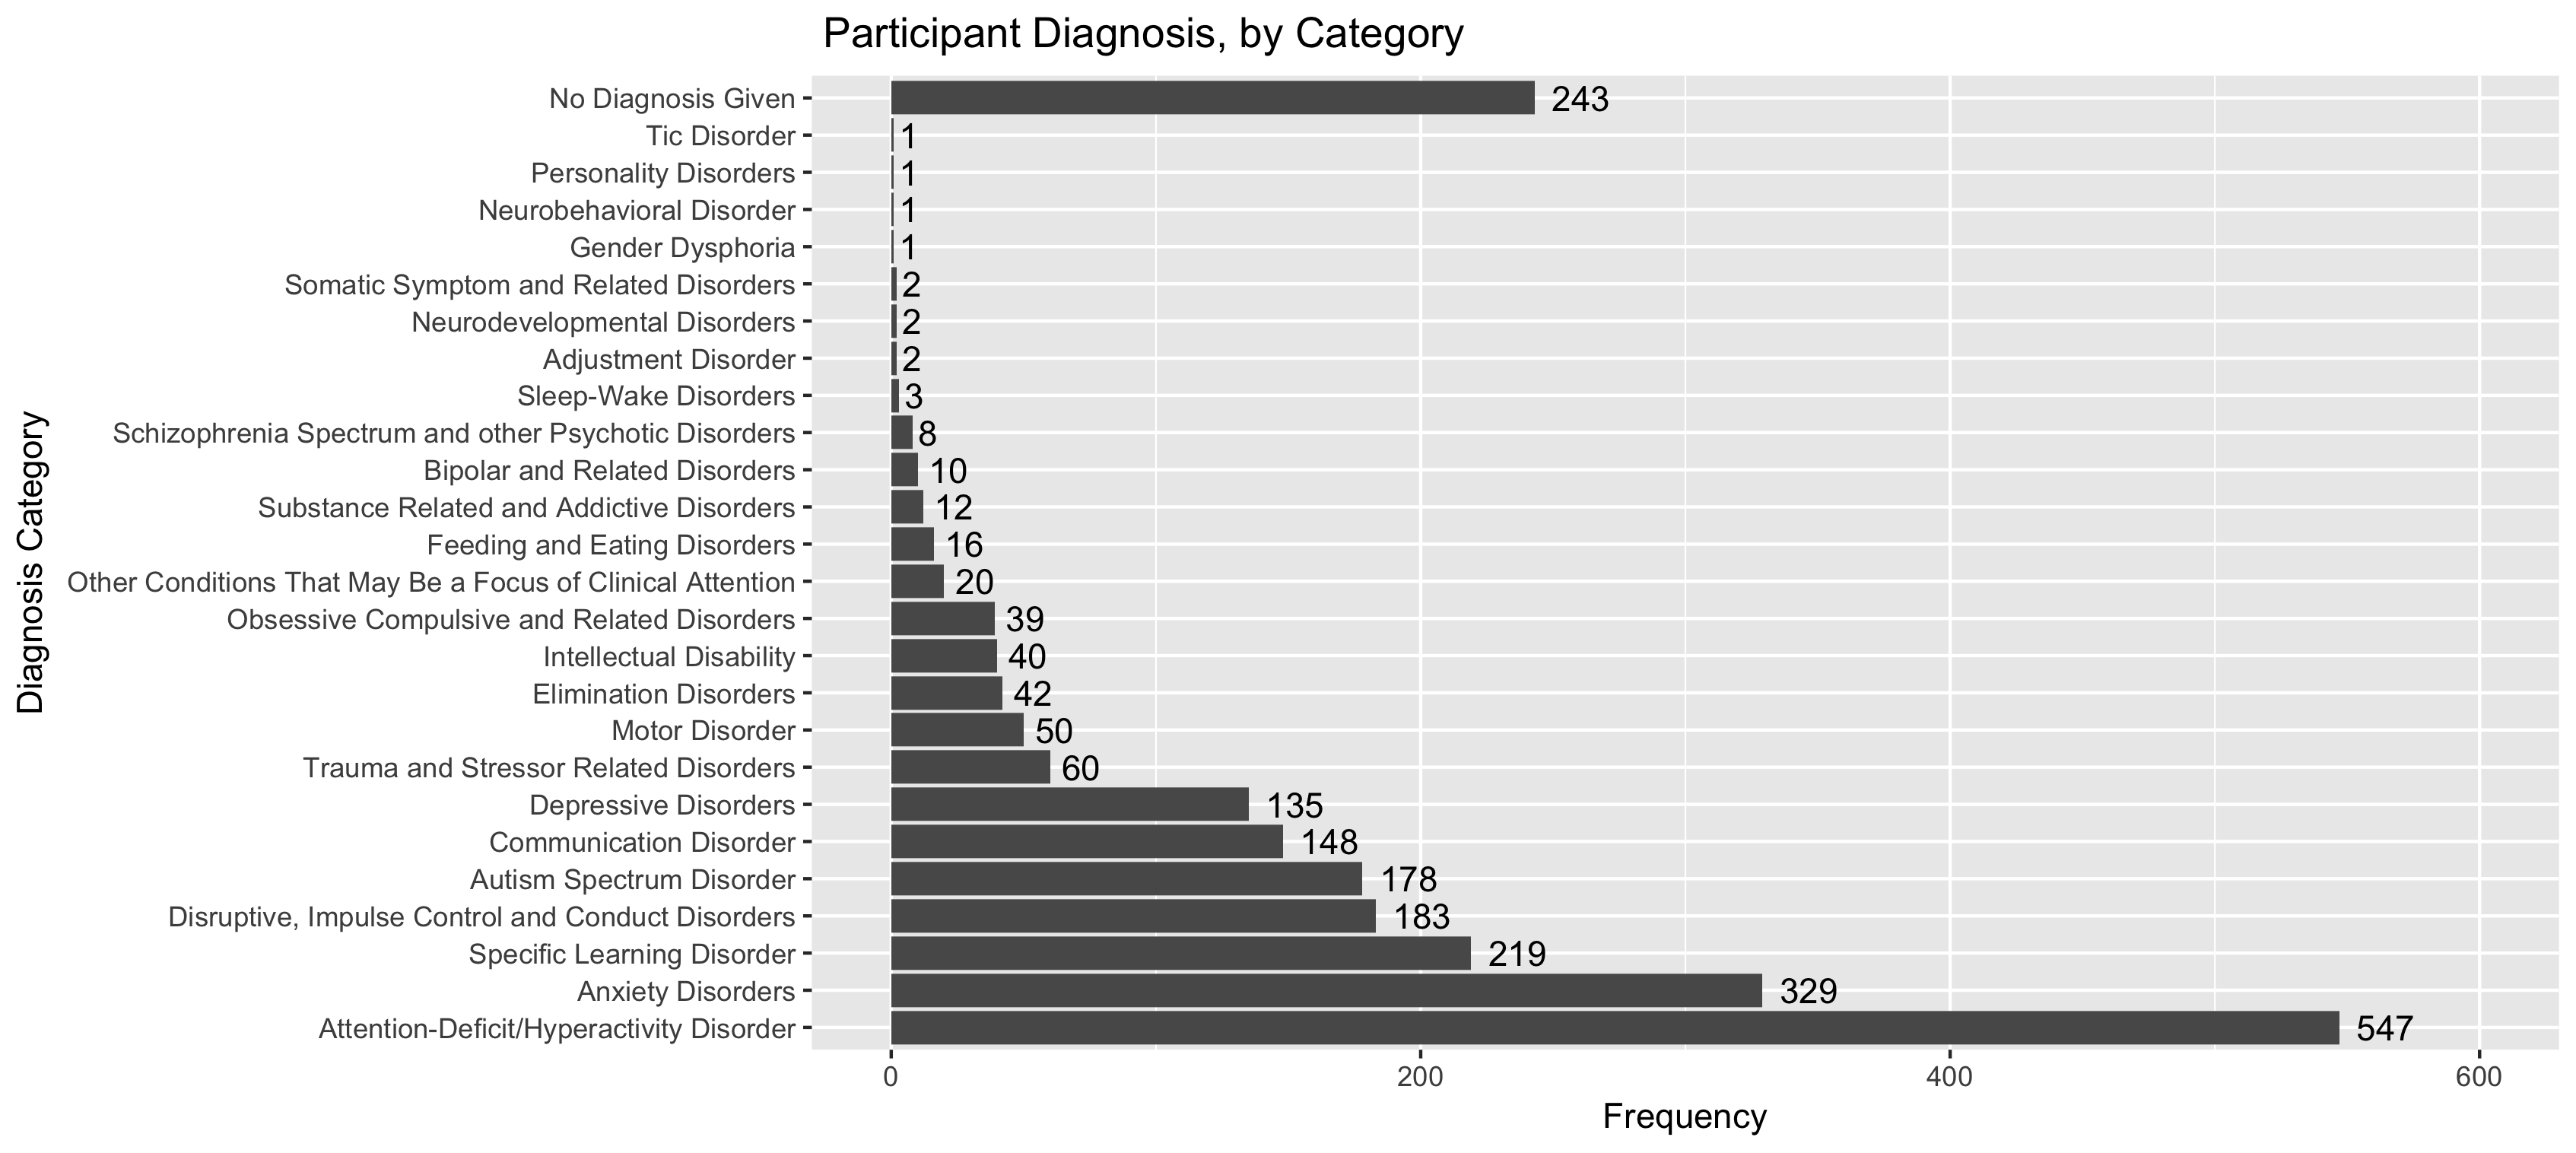 Participant Diagnosis, by Category
Diagnosis Category
No Diagnosis Given 243
Tic Disorder 1
Personality Disorders 1
Neurobehavioral Disorder 1
Gender Dysphoria 1
Somatic Symptom and Related Disorders 2
Neurodevelopmental Disorders 2
Adjustment Disorder 2
Sleep-Wake Disorders 3
Schizophrenia Spectrum and other Psychotic Disorders 8
Bipolar and Related Disorders 10
Substance Related and Addictive Disorders 12
Feeding and Eating Disorders 16
Other Conditions That May Be a Focus of Clinical Attention 20
Obsessive Compulsive and Related Disorders 39
Intellectual Disability 40
Elimination Disorders 42
Motor Disorder 50
Trauma and Stressor Related Disorders 60
Depressive Disorders 135
Communication Disorder 148
Autism Spectrum Disorder 178
Disruptive, Impulse Control and Conduct Disorders 183
Specific Learning Disorder 219
Anxiety Disorders 329
Attention-Deficit/Hyperactivity Disorder 547
0 200 400 600
Frequency